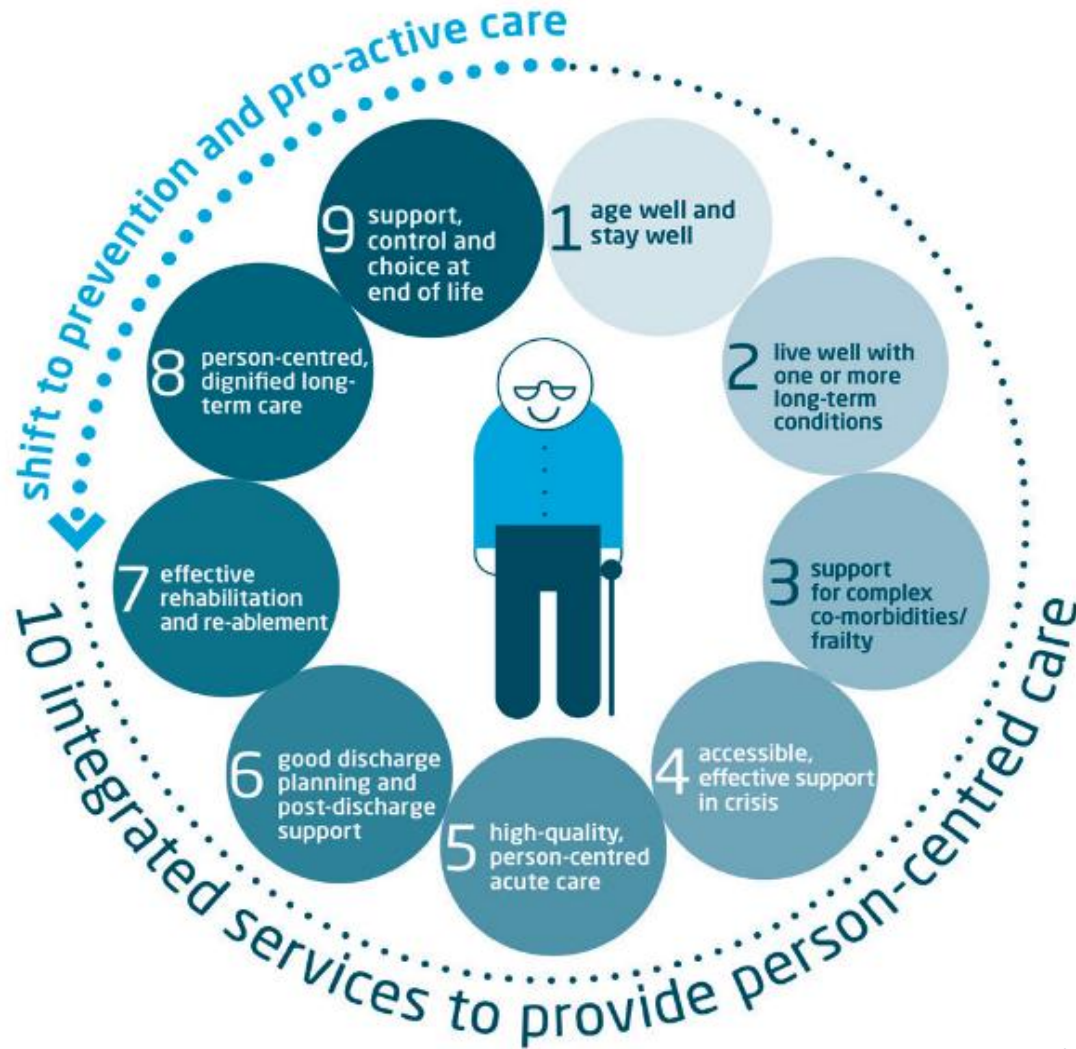 shift to prevention and pro-active care
1 age well and
stay well
2 live well with
one or more
long-term
conditions
3 support
for complex
co-morbidities/
frailty
4 accessible,
effective support
in crisis
5 high-quality,
person-centred
acute care
6 good discharge
planning and
post-discharge
support
7 effective
rehabilitation
and re-ablement
8 person-centred,
dignified long-
term care
9 support,
control and
choice at
end of life
10 integrated services to provide person-centred care